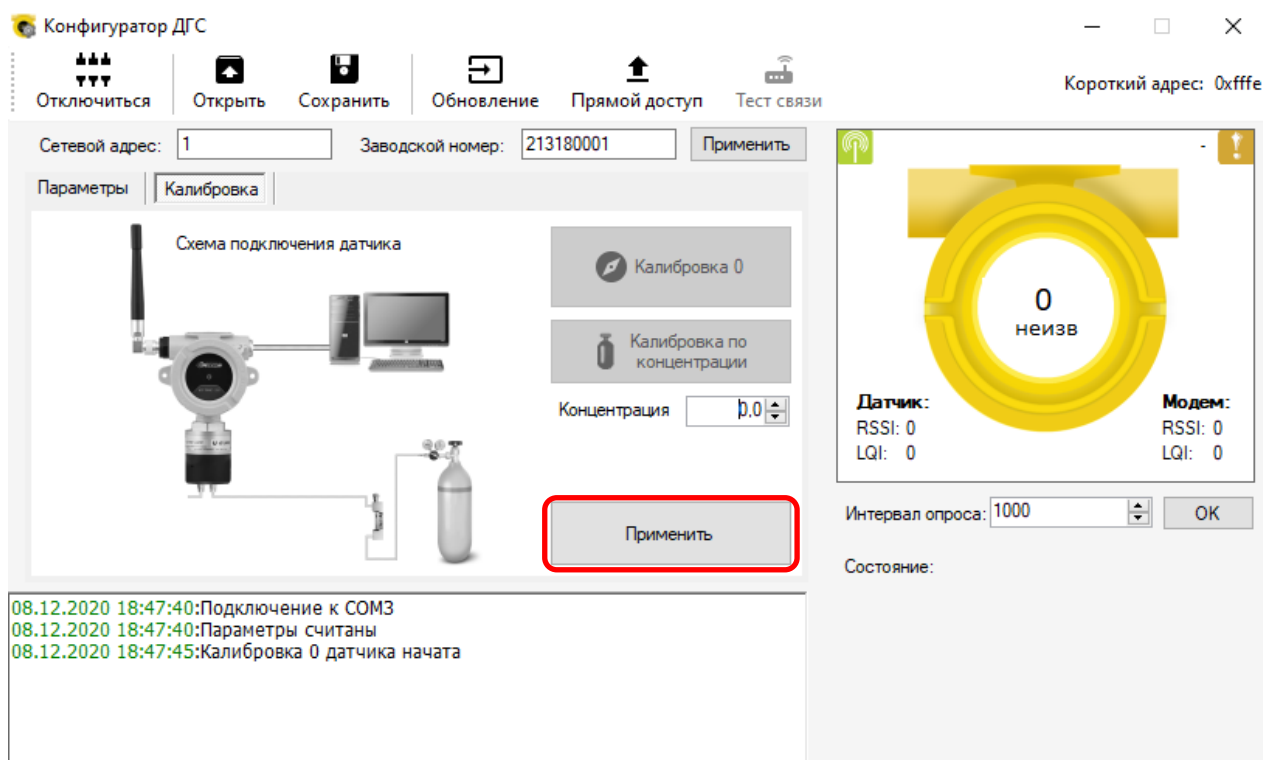 Конфигуратор ДГС
Отключиться Открыть Сохранить Обновление Прямой доступ Тест связи
Короткий адрес: 0xfffe
Сетевой адрес: 1 Заводской номер: 213180001 Применить
Параметры Калибровка
Схема подключения датчика
Калибровка 0
Калибровка по
концентрации
Концентрация 0,0
Применить
-
0
неизв
Датчик: Модем:
RSSI: 0 RSSI: 0
LQI: 0 LQI: 0
Интервал опроса: 1000 OK
Состояние:
08.12.2020 18:47:40:Подключение к COM3
08.12.2020 18:47:40:Параметры считаны
08.12.2020 18:47:45:Калибровка 0 датчика начата